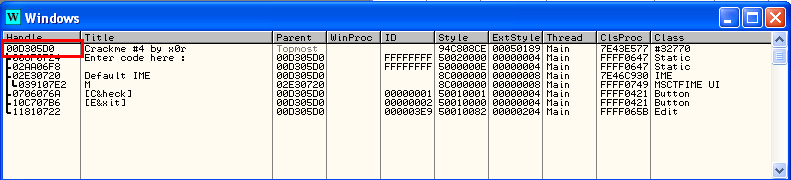 W Windows
Handle Title Parent WinProc ID Style ExtStyle Thread ClsProc Class
00D305D0 Crackme #4 by x0r Topmost 94C808CE 00050189 Main 7E43E577 #32770
Enter code here : 00D305D0 FFFFFFFF 50020000 00000004 Main FFFF0647 Static
02AA06F8 00D305D0 FFFFFFFF 5000000E 00000004 Main FFFF0647 Static
02E30720 Default IME 00D305D0 8C000000 Main 7E46C930 IME
039107E2 M 02E30720 8C000000 00000008 Main FFFF0749 MSCTFIME UI
0706076A [C&heck] 00D305D0 00000001 50010001 00000004 Main FFFF0421 Button
10C707B6 [E&xit] 00D305D0 00000002 50010000 00000004 Main FFFF0421 Button
11810722 00D305D0 000003E9 50010082 00000204 Main FFFF065B Edit